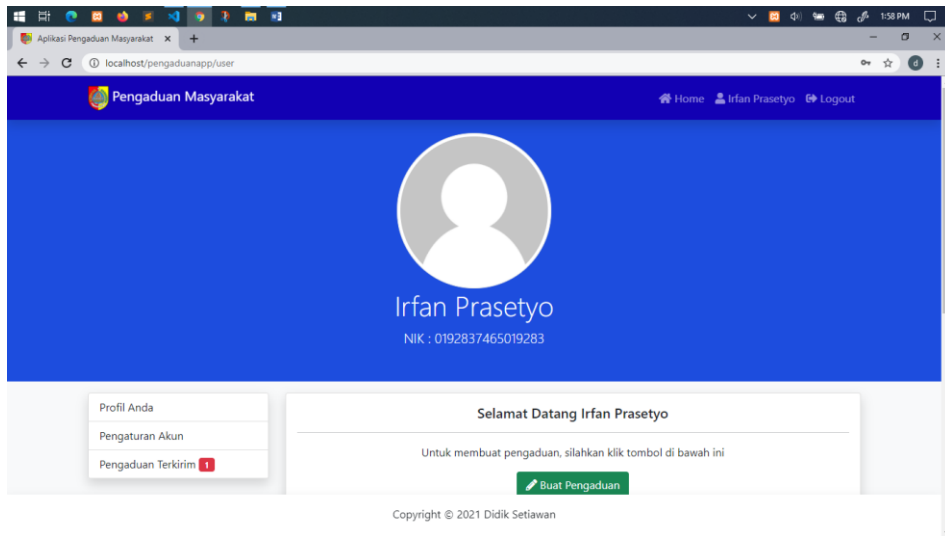 1:58 PM
Aplikasi Pengaduan Masyarakat
localhost/pengaduanapp/user
d
Pengaduan Masyarakat
Home Irfan Prasetyo Logout
Irfan Prasetyo
NIK : 0192837465019283
Profil Anda
Pengaturan Akun
Pengaduan Terkirim 1
Selamat Datang Irfan Prasetyo
Untuk membuat pengaduan, silahkan klik tombol di bawah ini
Buat Pengaduan
Copyright © 2021 Didik Setiawan